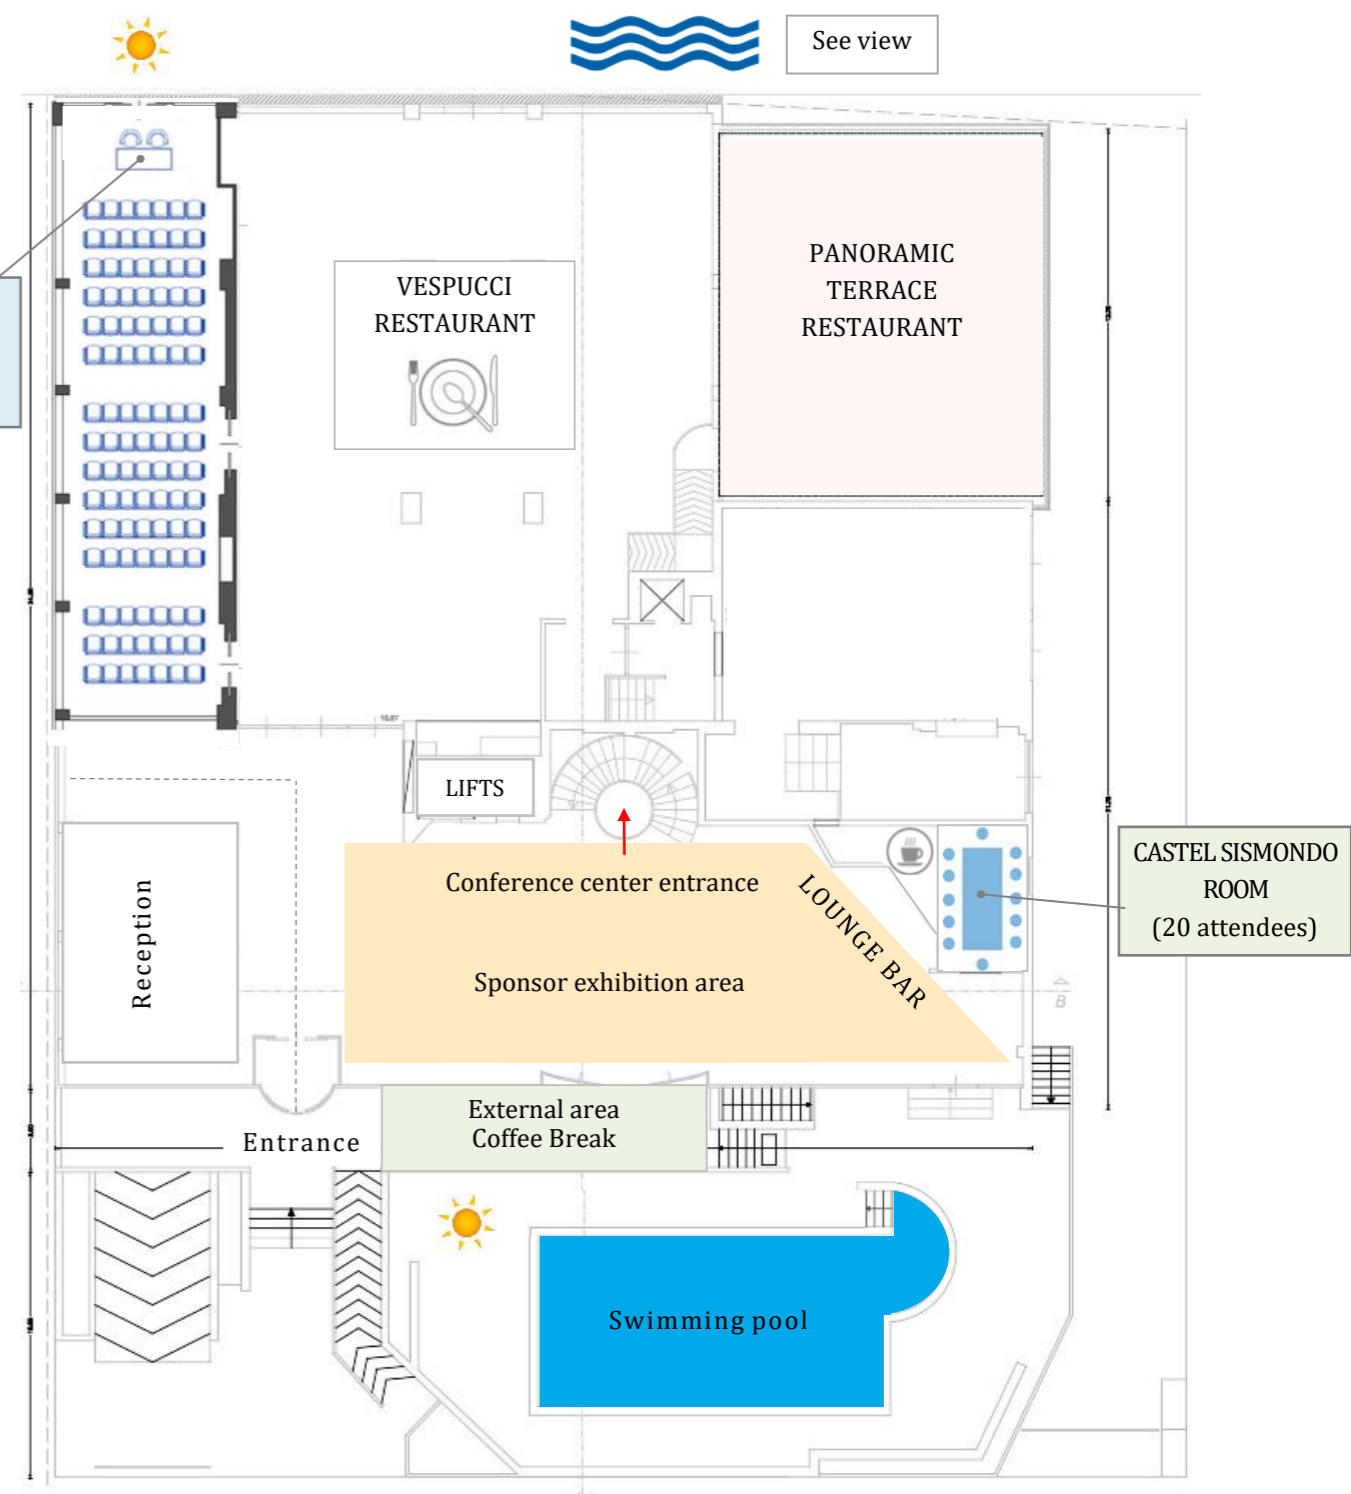 See view
VESPUCCI
RESTAURANT
PANORAMIC
TERRACE
RESTAURANT
LIFTS
Conference center entrance
Sponsor exhibition area
LOUNGE BAR
CASTEL SISMONDO
ROOM
(20 attendees)
Reception
B
External area
Coffee Break
Entrance
Swimming pool